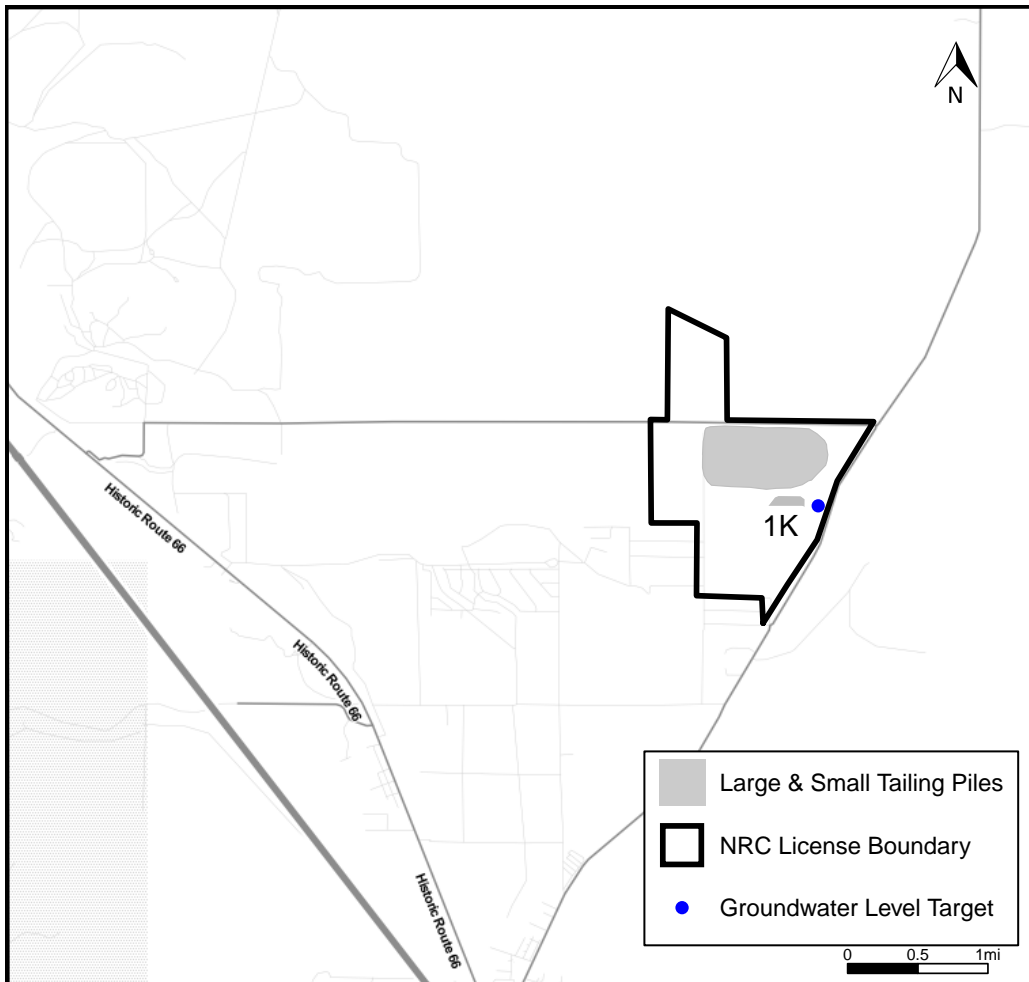 N
1K
Historic Route 66
Historic Route 66
Historic Route 66
Large & Small Tailing Piles
NRC License Boundary
Groundwater Level Target
0 0.5 1mi